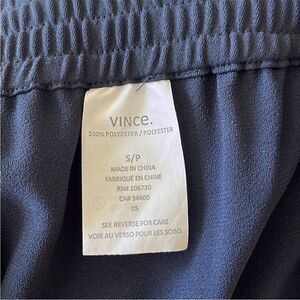 VINCE.
100% POLYESTER / POLYESTER
S/P
MADE IN CHINA
FABRIQUÉ EN CHINE
RN# 106730
CA# 34460
05
SEE REVERSE FOR CARE
VOIR AU VERSO POUR LES SOINS